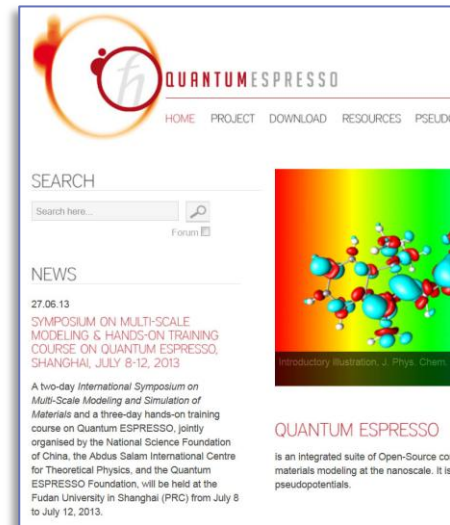 QUANTUMESPRESSO
HOME PROJECT DOWNLOAD RESOURCES
SEARCH
Search here...
Forum
NEWS
27.06.13
SYMPOSIUM ON MULTI-SCALE
MODELING & HANDS-ON TRAINING
COURSE ON QUANTUM ESPRESSO,
SHANGHAI, JULY 8-12, 2013
A two-day International Symposium on
Multi-Scale Modeling and Simulation of
Materials and a three-day hands-on training
course on Quantum ESPRESSO, jointly
organised by the National Science Foundation
of China, the Abdus Salam International Centre
for Theoretical Physics, and the Quantum
ESPRESSO Foundation, will be held at the
Fudan University in Shanghai (PRC) from July 8
to July 12, 2013.
Introductory illustration, J. Phys. Chem.
QUANTUM ESPRESSO
is an integrated suite of Open-Source
materials modeling at the nanoscale. It is
pseudopotentials.